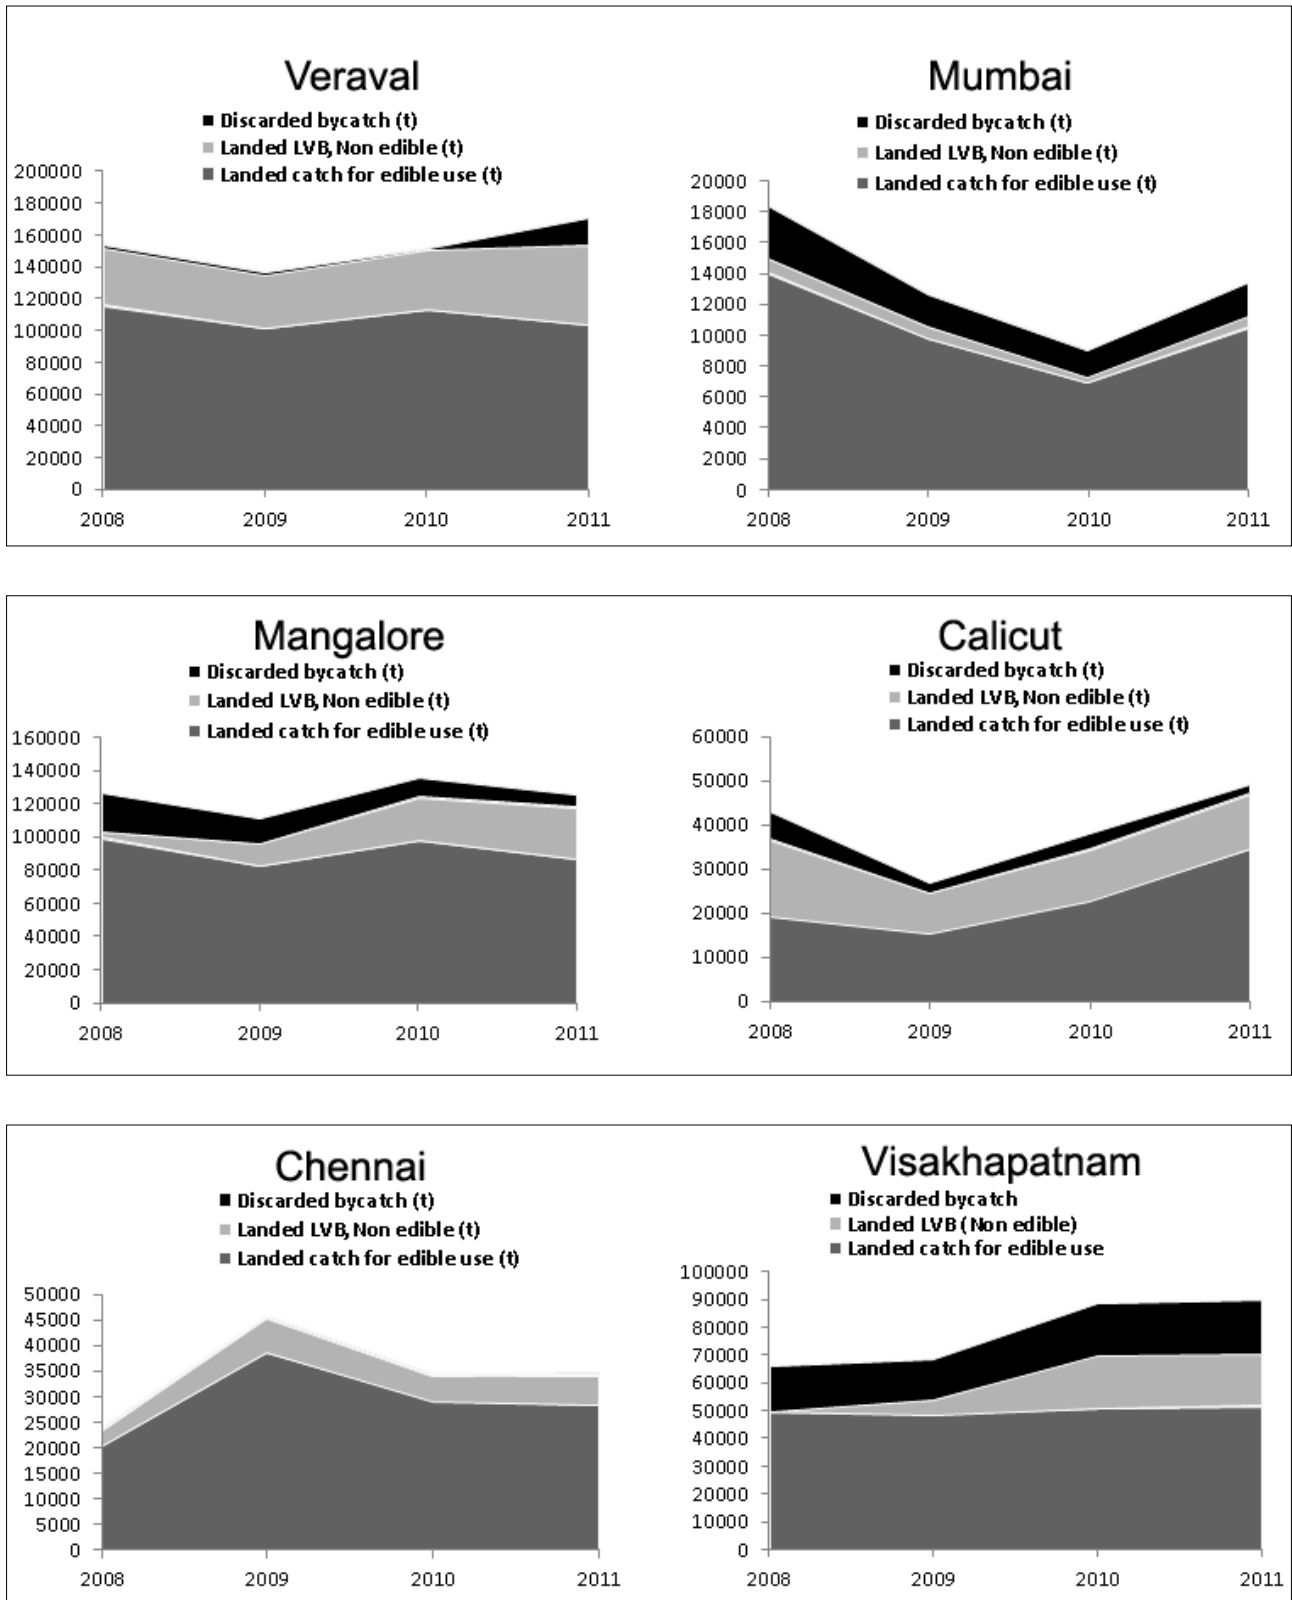 Veraval
■ Discarded bycatch (t)
■ Landed LVB, Non edible (t)
■ Landed catch for edible use (t)
200000
180000
160000
140000
120000
100000
80000
60000
40000
20000
0
2008 2009 2010 2011
Mumbai
■ Discarded bycatch (t)
■ Landed LVB, Non edible (t)
■ Landed catch for edible use (t)
20000
18000
16000
14000
12000
10000
8000
6000
4000
2000
0
2008 2009 2010 2011
Mangalore
■ Discarded bycatch (t)
■ Landed LVB, Non edible (t)
■ Landed catch for edible use (t)
160000
140000
120000
100000
80000
60000
40000
20000
0
2008 2009 2010 2011
Calicut
■ Discarded bycatch (t)
■ Landed LVB, Non edible (t)
■ Landed catch for edible use (t)
60000
50000
40000
30000
20000
10000
0
2008 2009 2010 2011
Chennai
■ Discarded bycatch (t)
■ Landed LVB, Non edible (t)
■ Landed catch for edible use (t)
50000
45000
40000
35000
30000
25000
20000
15000
10000
5000
0
2008 2009 2010 2011
Visakhapatnam
■ Discarded bycatch
■ Landed LVB (Non edible)
■ Landed catch for edible use
100000
90000
80000
70000
60000
50000
40000
30000
20000
10000
0
2008 2009 2010 2011